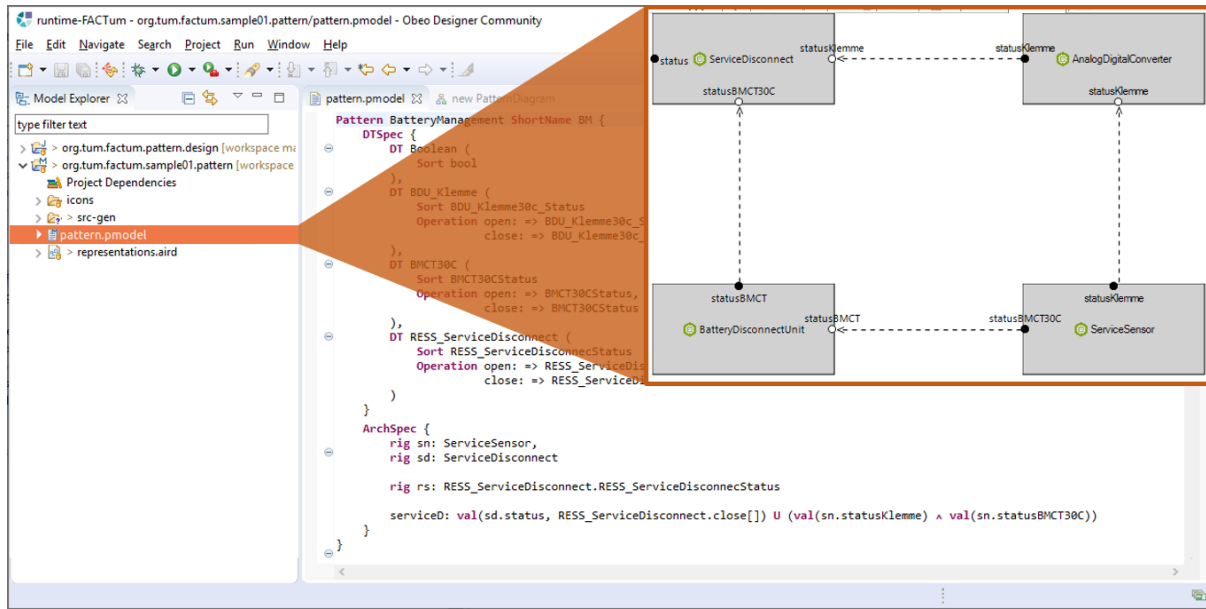 runtime-FACTum - org.tum.factum.sample01.pattern/pattern.pmodel - Obeo Designer Community
File Edit Navigate Search Project Run Window Help
Model Explorer
type filter text
> org.tum.factum.pattern.design [workspace ma
> org.tum.factum.sample01.pattern [workspace
Project Dependencies
icons
> src-gen
pattern.pmodel
> representations.aird
pattern.pmodel new PatternDiagram
Pattern BatteryManagement ShortName BM {
DTSpec {
DT Boolean (
Sort bool
),
DT BDU_Klemme (
Sort BDU_Klemme30c_Status
Operation open: => BDU_Klemme30c_S
close: => BDU_Klemme30c_
),
DT BMCT30C (
Sort BMCT30CStatus
Operation open: => BMCT30CStatus,
close: => BMCT30CStatus
),
DT RESS_ServiceDisconnect (
Sort RESS_ServiceDisconnecStatus
Operation open: => RESS_ServiceDis
close: => RESS_ServiceDi
)
}
ArchSpec {
rig sn: ServiceSensor,
rig sd: ServiceDisconnect
rig rs: RESS_ServiceDisconnect.RESS_ServiceDisconnecStatus
serviceD: val(sd.status, RESS_ServiceDisconnect.close[]) U (val(sn.statusKlemme) ∧ val(sn.statusBMCT30C))
}
}
status ServiceDisconnect
statusKlemme
statusBMCT30C
statusKlemme
AnalogDigitalConverter
statusKlemme
statusBMCT
BatteryDisconnectUnit
statusBMCT
statusKlemme
statusBMCT30C
ServiceSensor